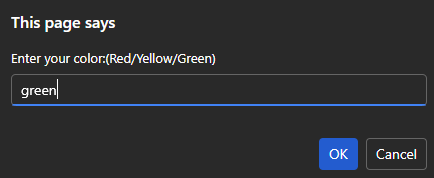 This page says
Enter your color:(Red/Yellow/Green)
green
OK
Cancel